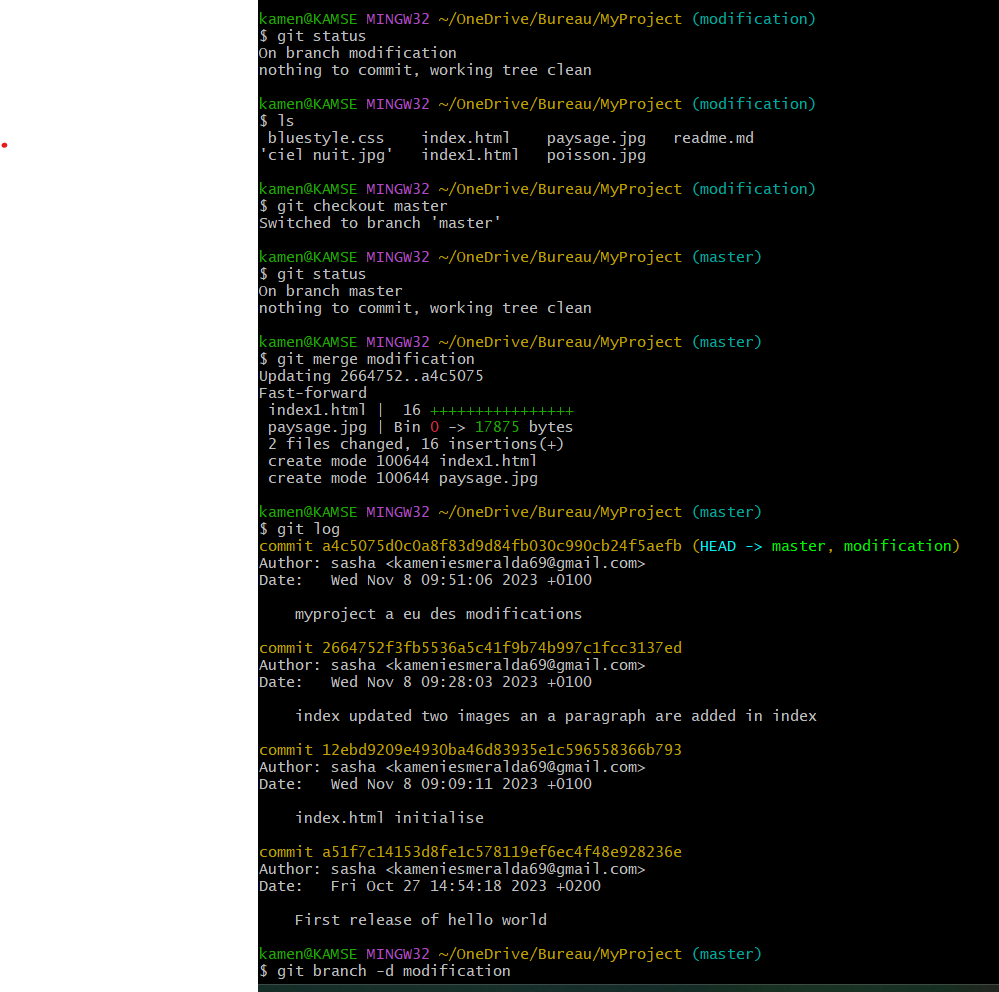 kamen@KAMSE MINGW32 ~/OneDrive/Bureau/MyProject (modification)
$ git status
On branch modification
nothing to commit, working tree clean
kamen@KAMSE MINGW32 ~/OneDrive/Bureau/MyProject (modification)
$ ls
 bluestyle.css    index.html    paysage.jpg   readme.md
'ciel nuit.jpg'   index1.html   poisson.jpg
kamen@KAMSE MINGW32 ~/OneDrive/Bureau/MyProject (modification)
$ git checkout master
Switched to branch 'master'
kamen@KAMSE MINGW32 ~/OneDrive/Bureau/MyProject (master)
$ git status
On branch master
nothing to commit, working tree clean
kamen@KAMSE MINGW32 ~/OneDrive/Bureau/MyProject (master)
$ git merge modification
Updating 2664752..a4c5075
Fast-forward
 index1.html |  16 ++++++++++++++++
 paysage.jpg | Bin 0 -> 17875 bytes
 2 files changed, 16 insertions(+)
 create mode 100644 index1.html
 create mode 100644 paysage.jpg
kamen@KAMSE MINGW32 ~/OneDrive/Bureau/MyProject (master)
$ git log
commit a4c5075d0c0a8f83d9d84fb030c990cb24f5aefb (HEAD -> master, modification)
Author: sasha <kameniesmeralda69@gmail.com>
Date:   Wed Nov 8 09:51:06 2023 +0100
    myproject a eu des modifications
commit 2664752f3fb5536a5c41f9b74b997c1fcc3137ed
Author: sasha <kameniesmeralda69@gmail.com>
Date:   Wed Nov 8 09:28:03 2023 +0100
    index updated two images an a paragraph are added in index
commit 12ebd9209e4930ba46d83935e1c596558366b793
Author: sasha <kameniesmeralda69@gmail.com>
Date:   Wed Nov 8 09:09:11 2023 +0100
    index.html initialise
commit a51f7c14153d8fe1c578119ef6ec4f48e928236e
Author: sasha <kameniesmeralda69@gmail.com>
Date:   Fri Oct 27 14:54:18 2023 +0200
    First release of hello world
kamen@KAMSE MINGW32 ~/OneDrive/Bureau/MyProject (master)
$ git branch -d modification